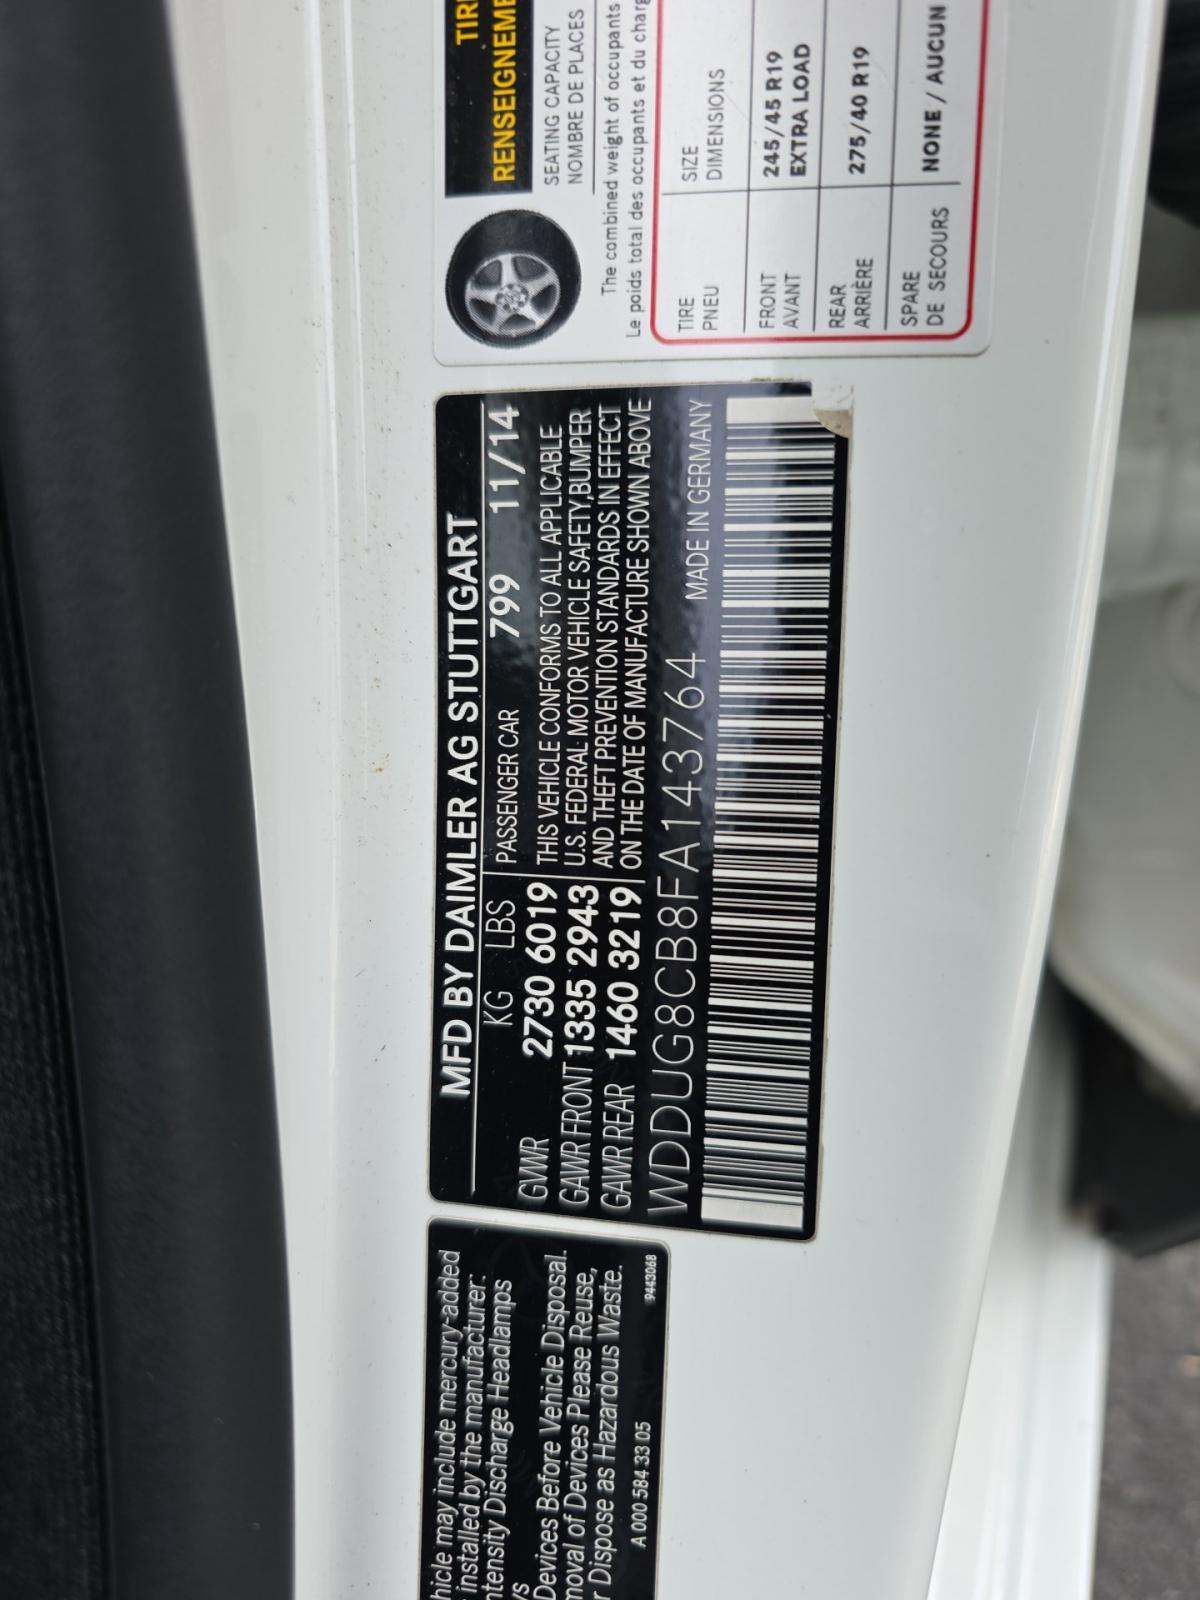 hicle may include mercury-added
installed by the manufacturer:
ntensity Discharge Headlamps
Devices Before Vehicle Disposal.
moval of Devices Please Reuse,
r Dispose as Hazardous Waste.
A 000 584 33 05 9443068
MFD BY DAIMLER AG STUTTGART
KG LBS PASSENGER CAR 799 11/14
GVWR 2730 6019
GAWR FRONT 1335 2943
GAWR REAR 1460 3219
THIS VEHICLE CONFORMS TO ALL APPLICABLE
U.S. FEDERAL MOTOR VEHICLE SAFETY,BUMPER
AND THEFT PREVENTION STANDARDS IN EFFECT
ON THE DATE OF MANUFACTURE SHOWN ABOVE
WDDUG8CB8FA143764 MADE IN GERMANY
TIR
RENSEIGNEME
SEATING CAPACITY
NOMBRE DE PLACES
The combined weight of occupants
Le poids total des occupants et du charg
TIRE SIZE
PNEU DIMENSIONS
FRONT 245/45 R19
AVANT EXTRA LOAD
REAR 275/40 R19
ARRIÈRE
SPARE NONE / AUCUN
DE SECOURS